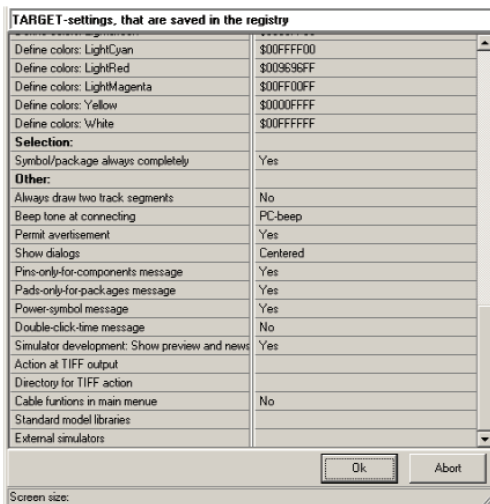 TARGET-settings, that are saved in the registry
Define colors: LightCyan $00FFFF00
Define colors: LightRed $009696FF
Define colors: LightMagenta $00FF00FF
Define colors: Yellow $0000FFFF
Define colors: White $00FFFFFF
Selection:
Symbol/package always completely Yes
Other:
Always draw two track segments No
Beep tone at connecting PC-beep
Permit avertisement Yes
Show dialogs Centered
Pins-only-for-components message Yes
Pads-only-for-packages message Yes
Power-symbol message Yes
Double-click-time message No
Simulator development: Show preview and news Yes
Action at TIFF output
Directory for TIFF action
Cable funtions in main menue No
Standard model libraries
External simulators
Ok Abort
Screen size: